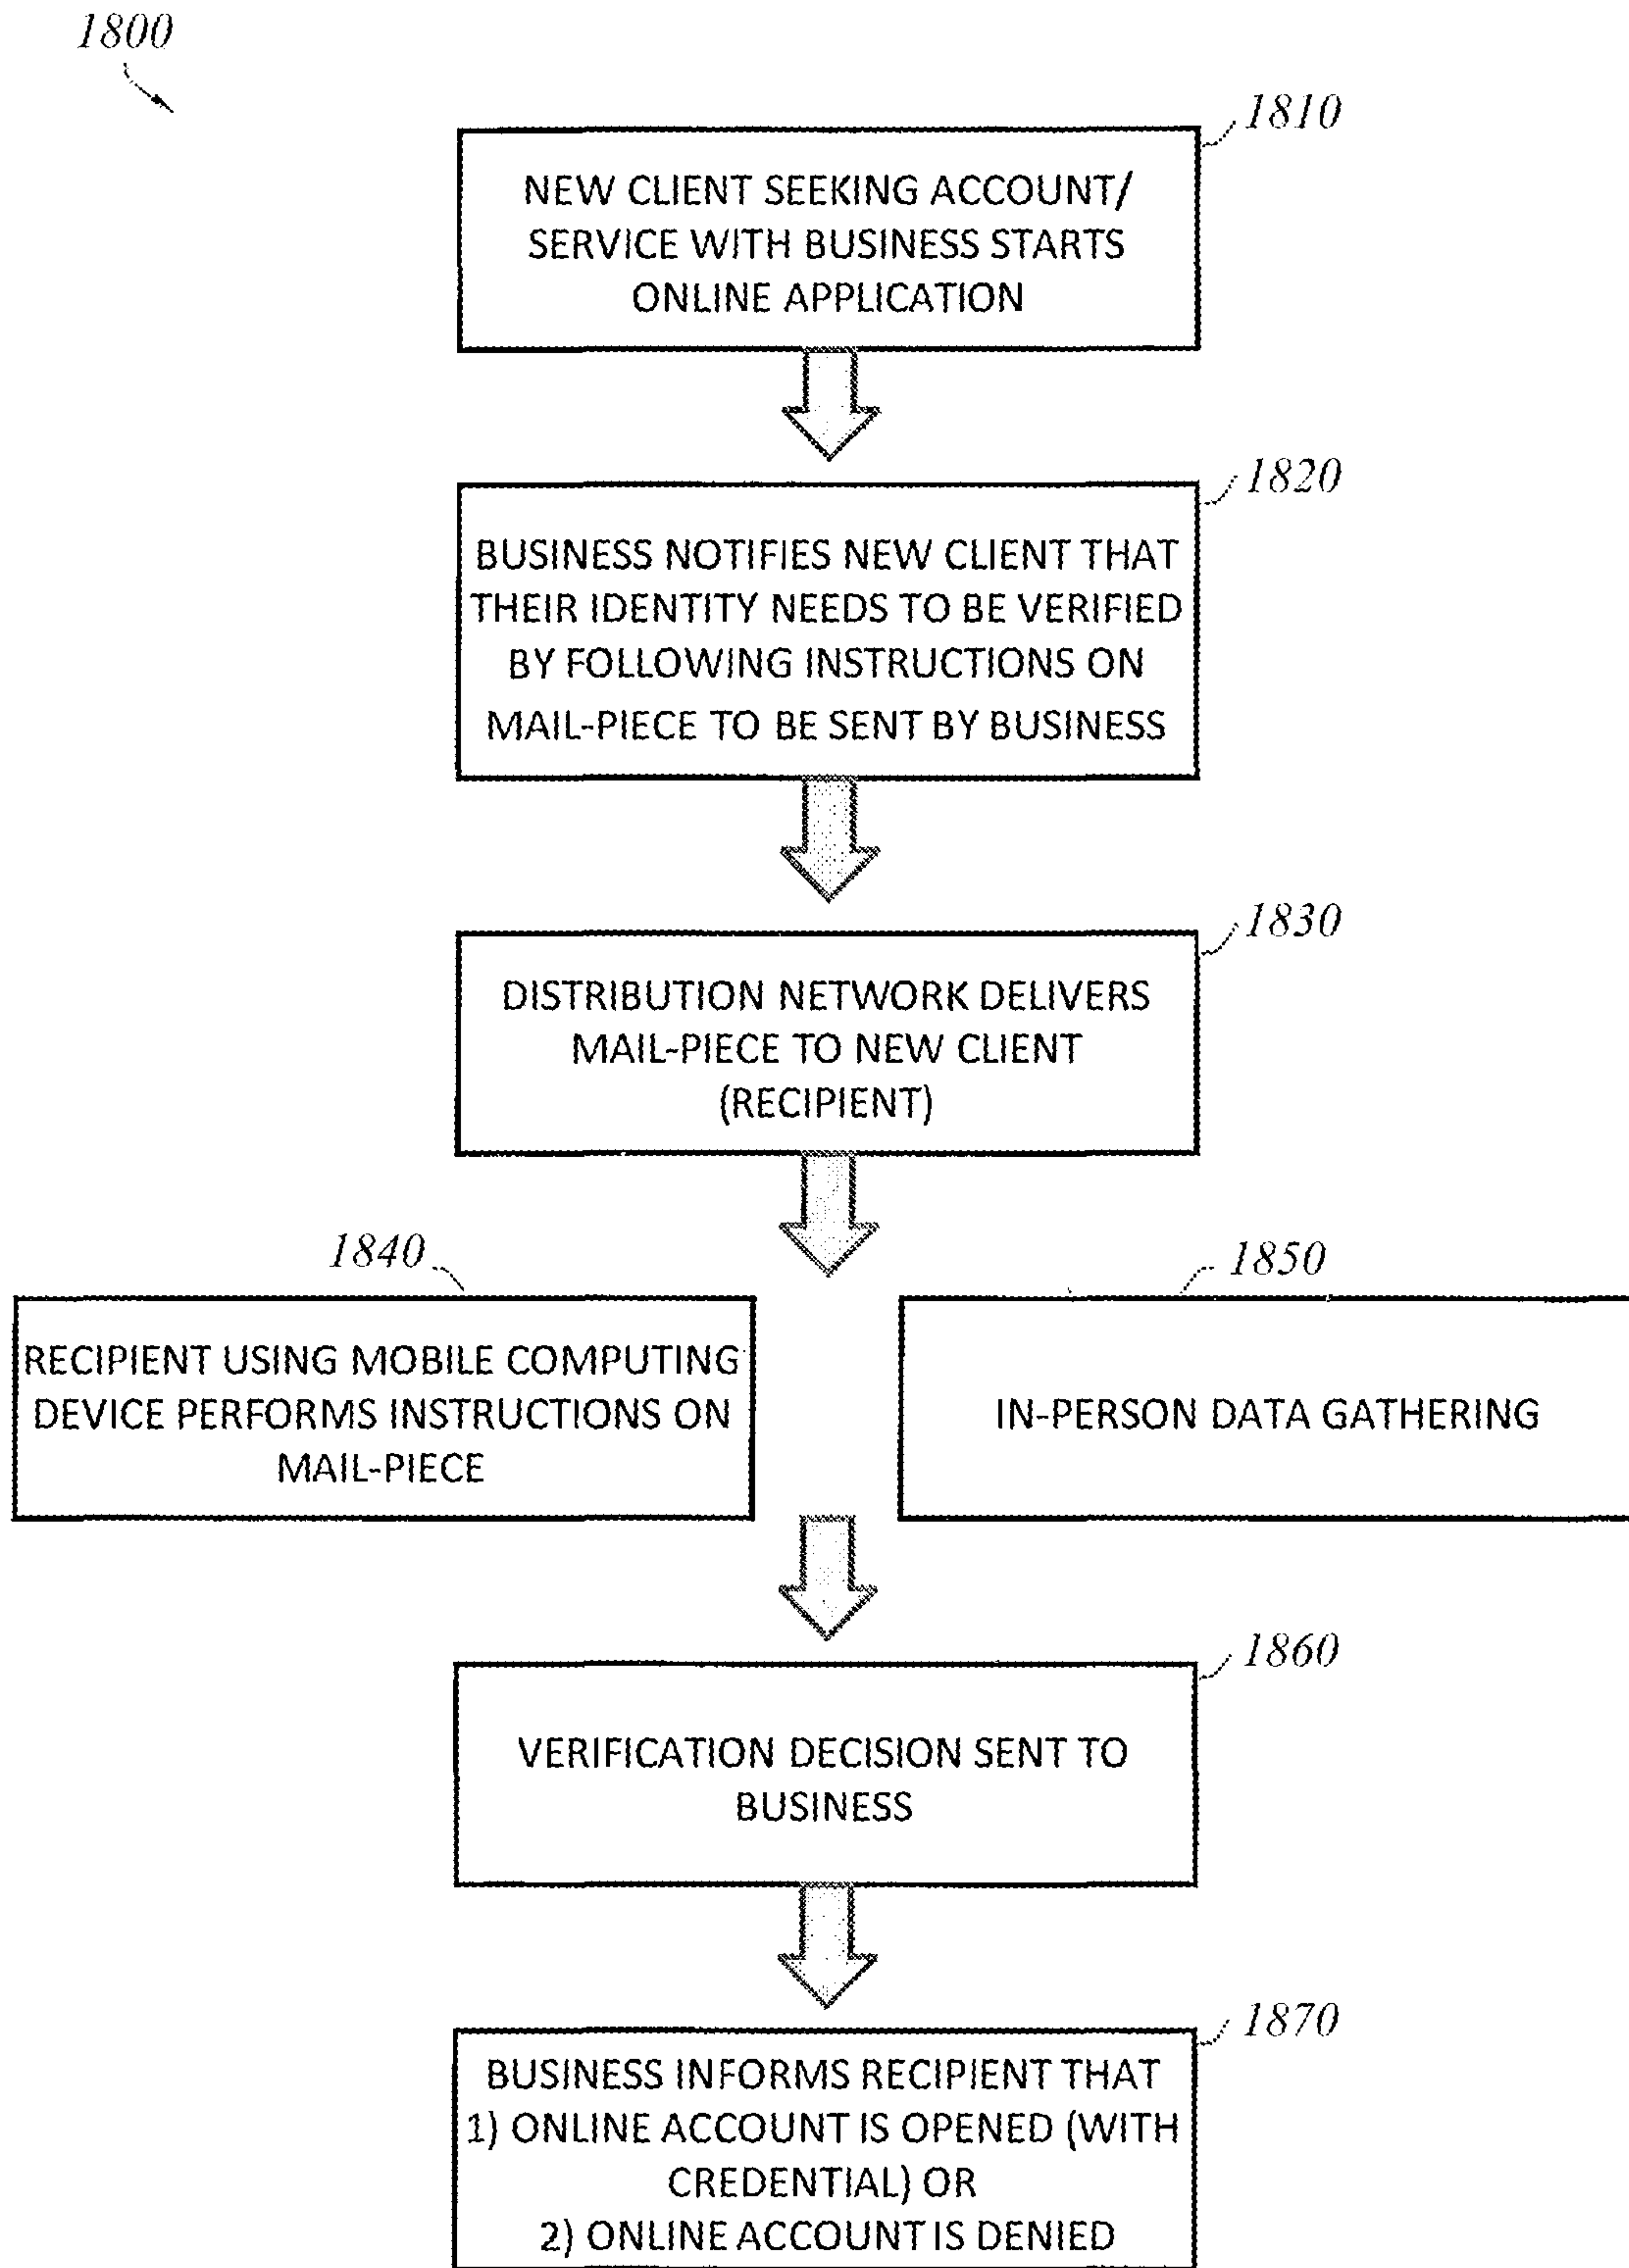 1800
1810
NEW CLIENT SEEKING ACCOUNT/
SERVICE WITH BUSINESS STARTS
ONLINE APPLICATION
1820
BUSINESS NOTIFIES NEW CLIENT THAT
THEIR IDENTITY NEEDS TO BE VERIFIED
BY FOLLOWING INSTRUCTIONS ON
MAIL-PIECE TO BE SENT BY BUSINESS
1830
DISTRIBUTION NETWORK DELIVERS
MAIL-PIECE TO NEW CLIENT
(RECIPIENT)
1840
RECIPIENT USING MOBILE COMPUTING
DEVICE PERFORMS INSTRUCTIONS ON
MAIL-PIECE
1850
IN-PERSON DATA GATHERING
1860
VERIFICATION DECISION SENT TO
BUSINESS
1870
BUSINESS INFORMS RECIPIENT THAT
1) ONLINE ACCOUNT IS OPENED (WITH
CREDENTIAL) OR
2) ONLINE ACCOUNT IS DENIED